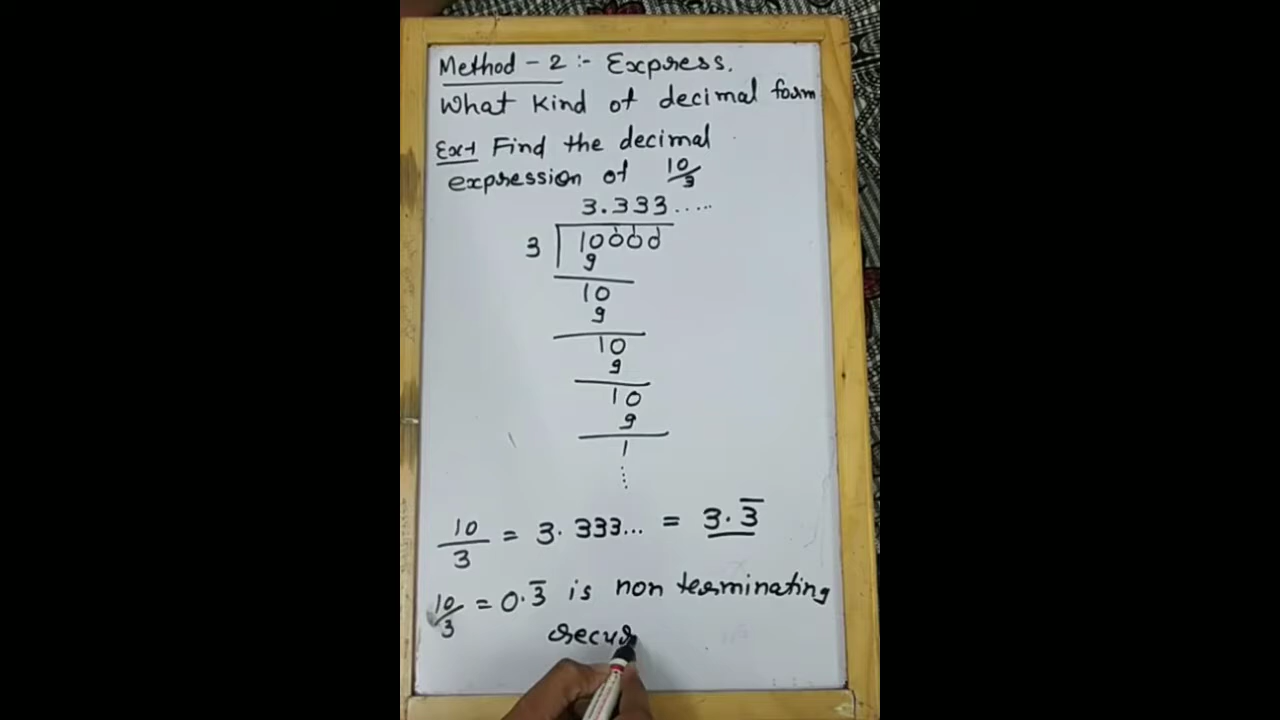 Method - 2 :- Express.
What kind of decimal form
Ex-1 Find the decimal
expression of 10/3
3.333.....
3 10000
9
10
9
10
9
10
9
1
⋮
10/3 = 3.333... = 3.3̅
10/3 = 0.3̅ is non terminating
recur